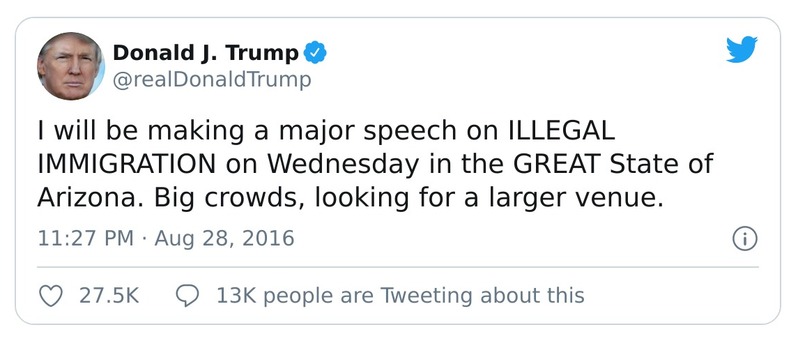 Donald J. Trump
@realDonaldTrump
I will be making a major speech on ILLEGAL
IMMIGRATION on Wednesday in the GREAT State of
Arizona. Big crowds, looking for a larger venue.
11:27 PM · Aug 28, 2016
27.5K 13K people are Tweeting about this